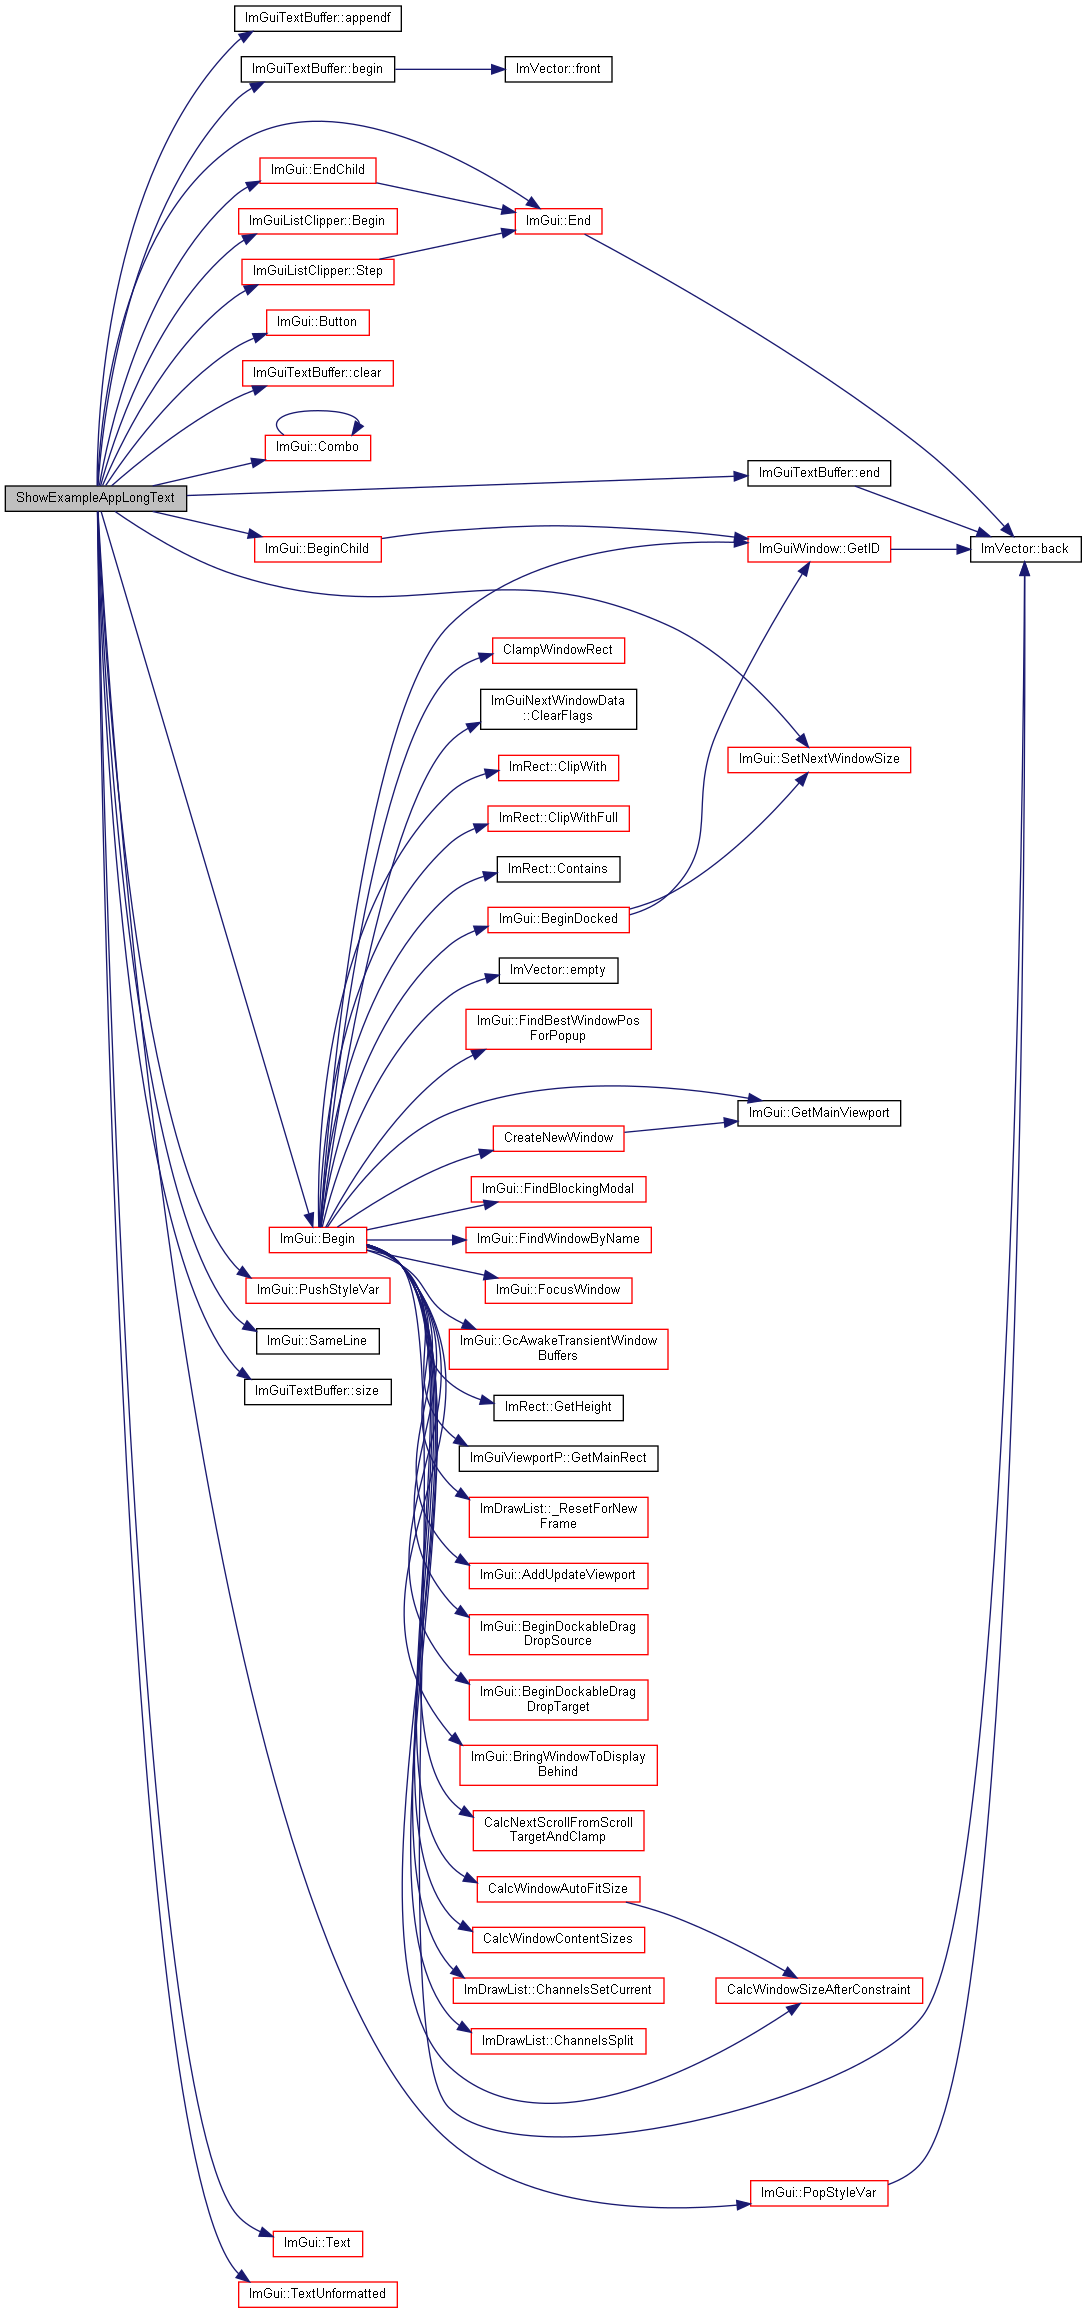 ImGuiTextBuffer::appendf
ImGuiTextBuffer::begin
ImVector::front
ImGui::EndChild
ImGuiListClipper::Begin
ImGui::End
ImGuiListClipper::Step
ImGui::Button
ImGuiTextBuffer::clear
ImGui::Combo
ImGuiTextBuffer::end
ShowExampleAppLongText
ImGui::BeginChild
ImGuiWindow::GetID
ImVector::back
ClampWindowRect
ImGuiNextWindowData
::ClearFlags
ImGui::SetNextWindowSize
ImRect::ClipWith
ImRect::ClipWithFull
ImRect::Contains
ImGui::BeginDocked
ImVector::empty
ImGui::FindBestWindowPos
ForPopup
ImGui::GetMainViewport
CreateNewWindow
ImGui::FindBlockingModal
ImGui::Begin
ImGui::FindWindowByName
ImGui::PushStyleVar
ImGui::FocusWindow
ImGui::SameLine
ImGui::GcAwakeTransientWindow
Buffers
ImGuiTextBuffer::size
ImRect::GetHeight
ImGuiViewportP::GetMainRect
ImDrawList::_ResetForNew
Frame
ImGui::AddUpdateViewport
ImGui::BeginDockableDrag
DropSource
ImGui::BeginDockableDrag
DropTarget
ImGui::BringWindowToDisplay
Behind
CalcNextScrollFromScroll
TargetAndClamp
CalcWindowAutoFitSize
CalcWindowContentSizes
ImDrawList::ChannelsSetCurrent
CalcWindowSizeAfterConstraint
ImDrawList::ChannelsSplit
ImGui::PopStyleVar
ImGui::Text
ImGui::TextUnformatted